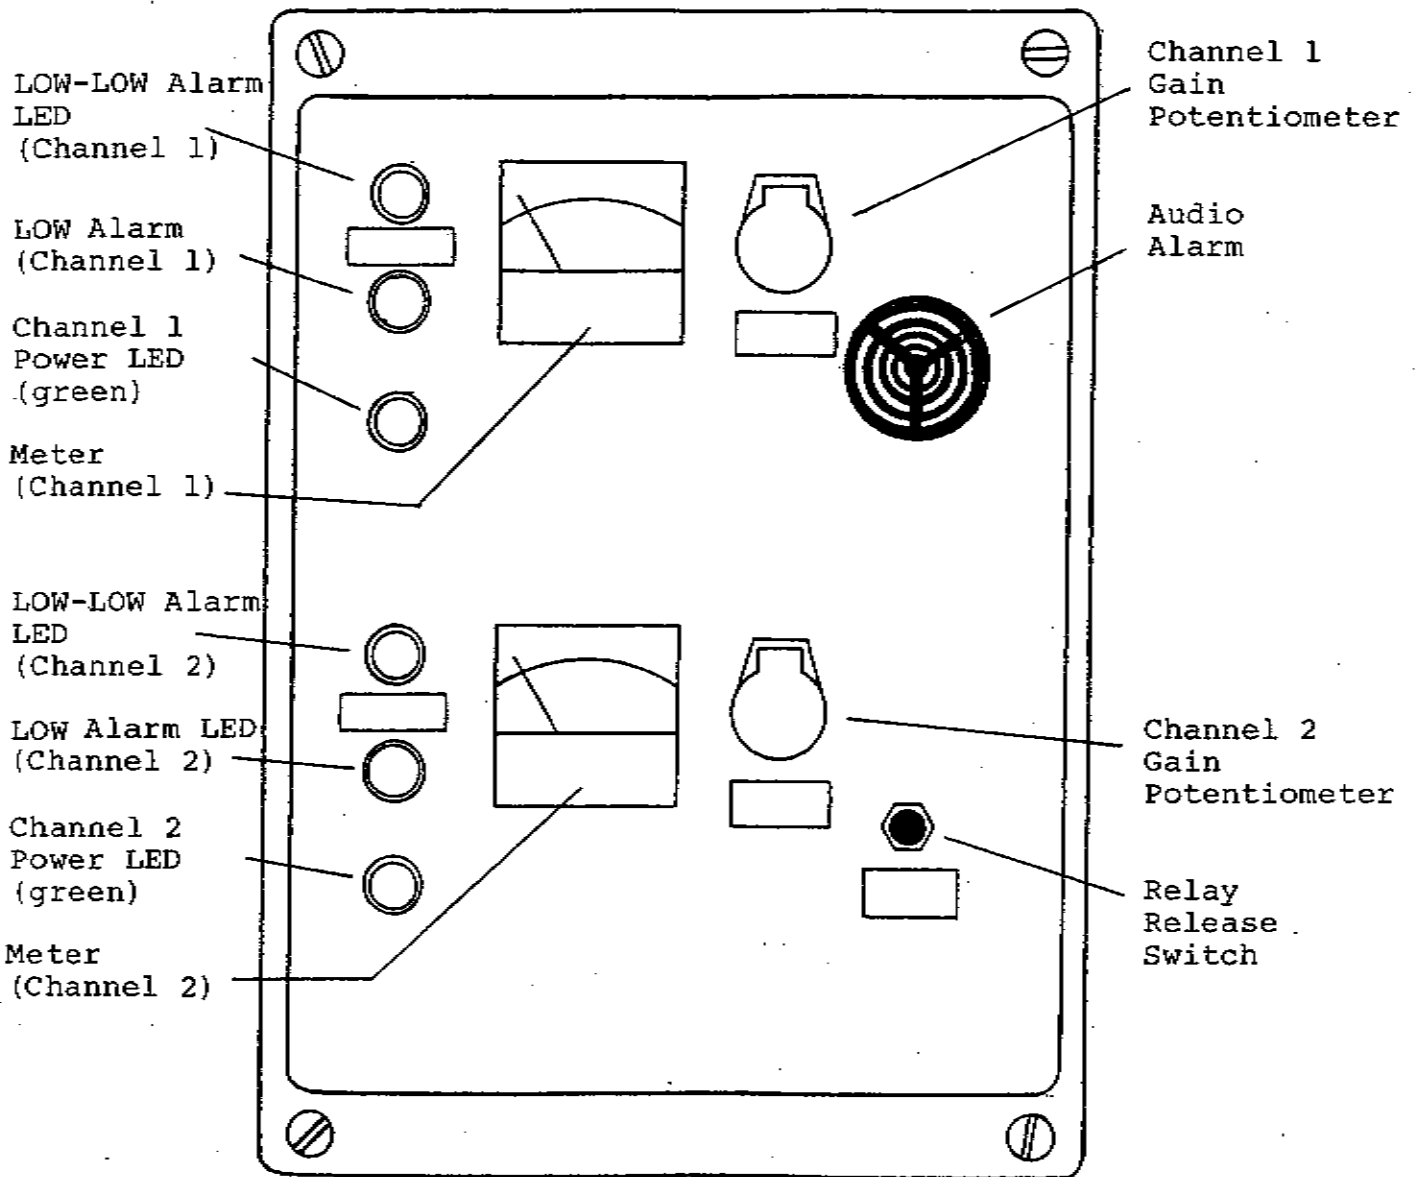 LOW-LOW Alarm
LED
(Channel 1)
LOW Alarm
(Channel 1)
Channel 1
Power LED
(green)
Meter
(Channel 1)
LOW-LOW Alarm
LED
(Channel 2)
LOW Alarm LED
(Channel 2)
Channel 2
Power LED
(green)
Meter
(Channel 2)
Channel 1
Gain
Potentiometer
Audio
Alarm
Channel 2
Gain
Potentiometer
Relay
Release
Switch